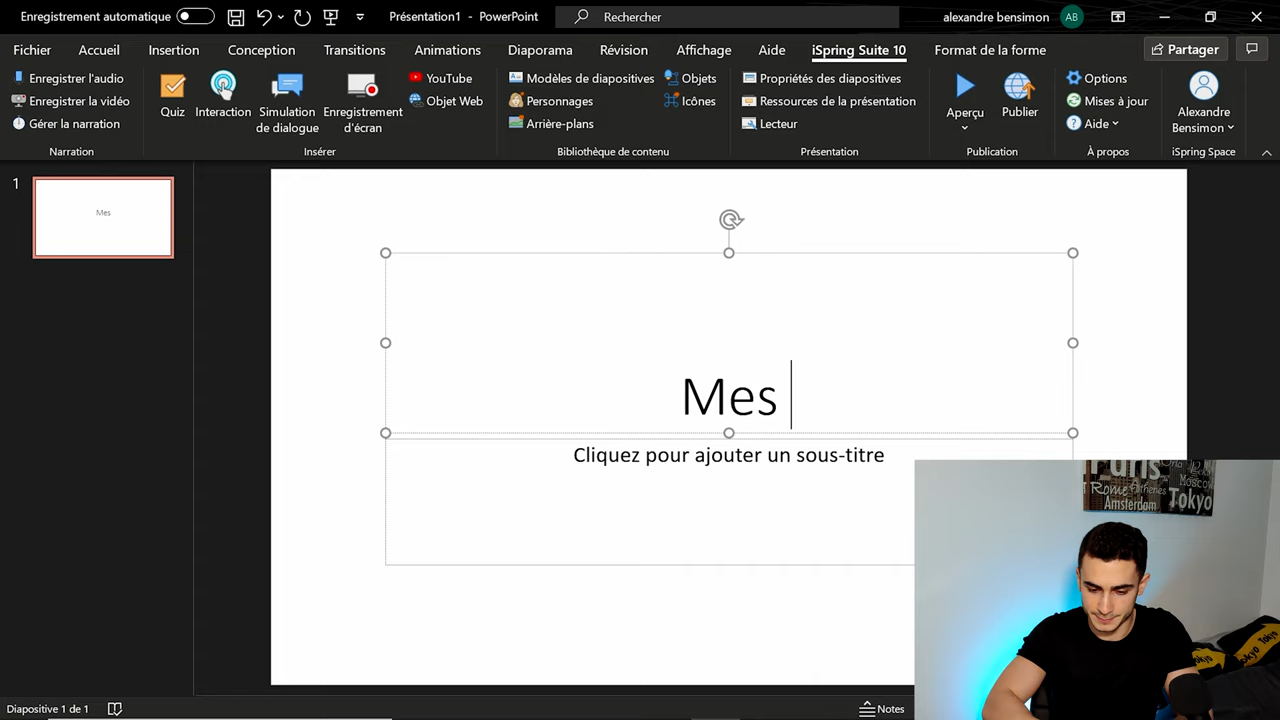 Enregistrement automatique
Présentation1 - PowerPoint
Rechercher
alexandre bensimon
AB
Fichier
Accueil
Insertion
Conception
Transitions
Animations
Diaporama
Révision
Affichage
Aide
iSpring Suite 10
Format de la forme
Partager
Enregistrer l'audio
Enregistrer la vidéo
Gérer la narration
Narration
Quiz
Interaction
Simulation
de dialogue
Enregistrement
d'écran
YouTube
Objet Web
Insérer
Modèles de diapositives
Personnages
Arrière-plans
Objets
Icônes
Bibliothèque de contenu
Propriétés des diapositives
Ressources de la présentation
Lecteur
Présentation
Aperçu
Publier
Publication
Options
Mises à jour
Aide
À propos
Alexandre
Bensimon
iSpring Space
1
Mes
Mes
Cliquez pour ajouter un sous-titre
Moscow
Rome Athenes
Tokyo
Amsterdam
Tokyo
Tokyo
Diapositive 1 de 1
Notes